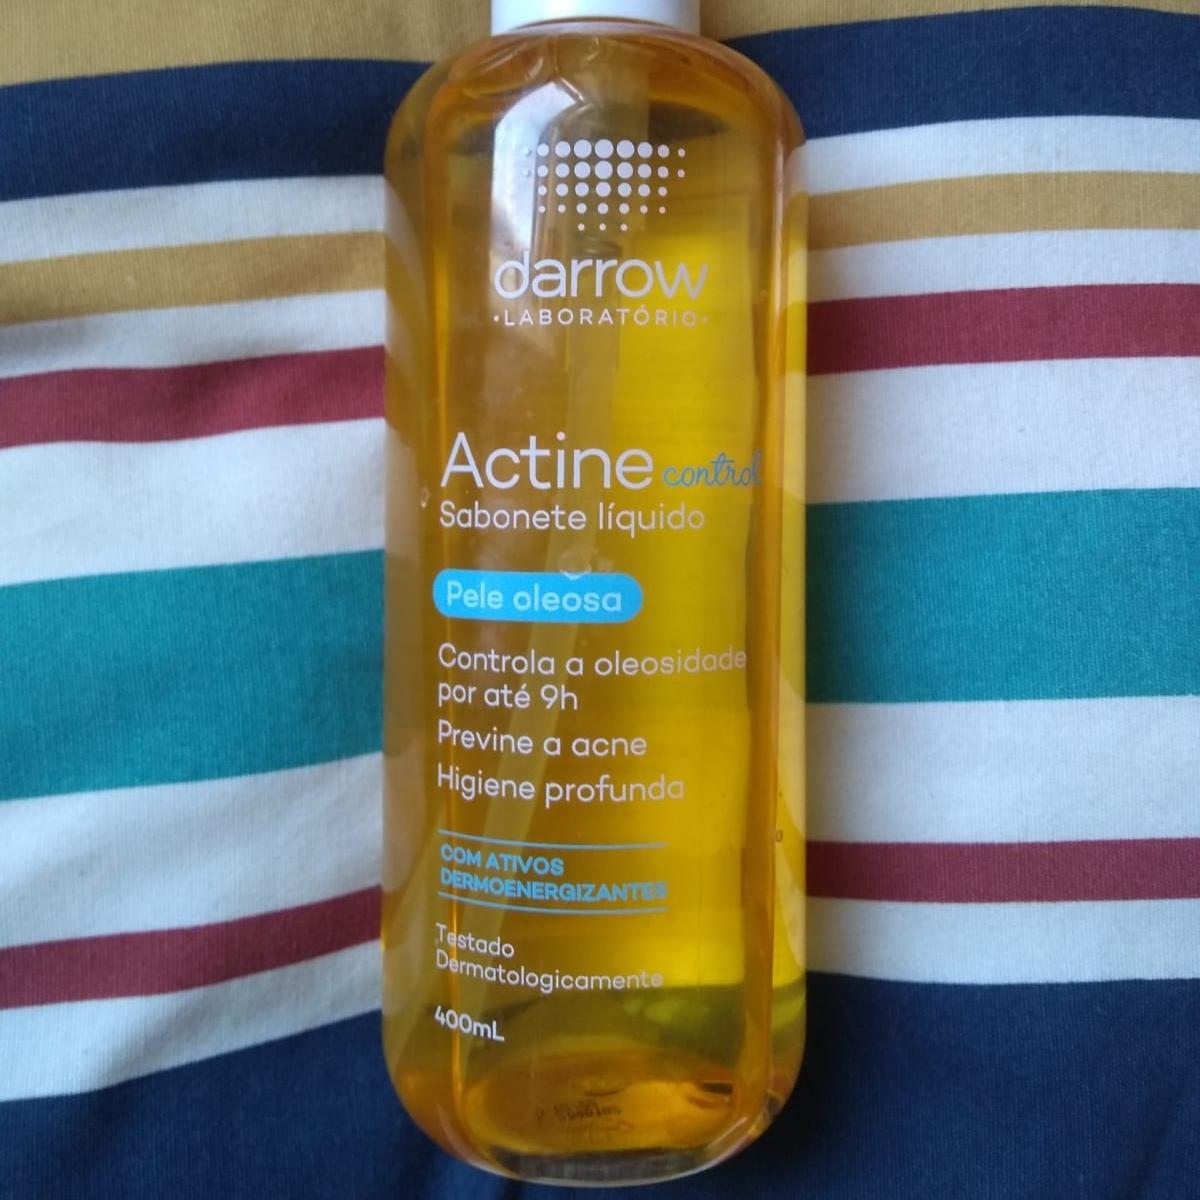 darrow
•LABORATÓRIO•
Actine control
Sabonete líquido
Pele oleosa
Controla a oleosidade
por até 9h
Previne a acne
Higiene profunda
COM ATIVOS
DERMOENERGIZANTES
Testado
Dermatologicamente
400mL